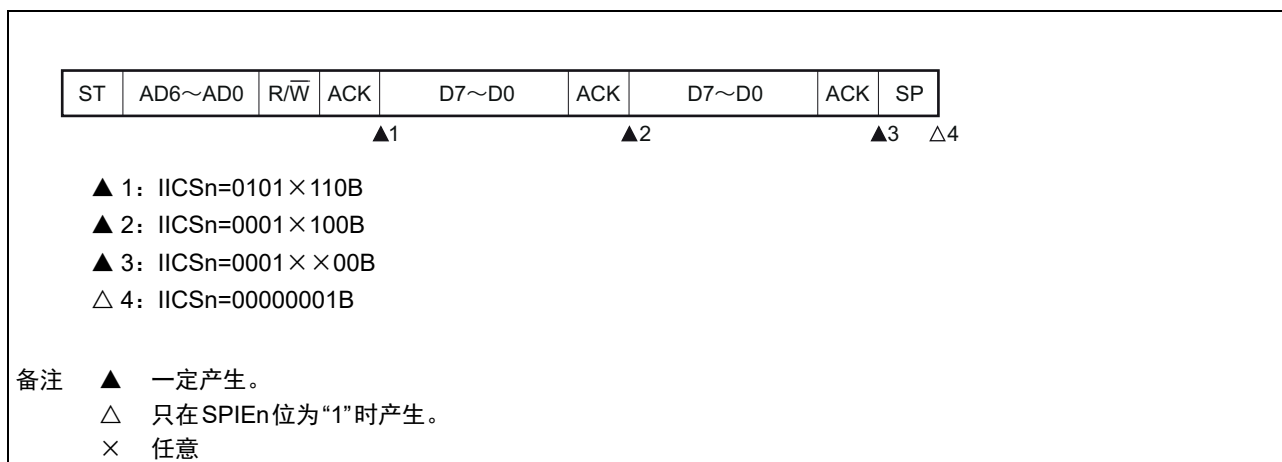 ST AD6～AD0 R/W̅ ACK D7～D0 ACK D7～D0 ACK SP
▲1 ▲2 ▲3 △4
▲ 1：IICSn=0101×110B
▲ 2：IICSn=0001×100B
▲ 3：IICSn=0001××00B
△ 4：IICSn=00000001B
备注 ▲ 一定产生。
△ 只在SPIEn位为“1”时产生。
× 任意